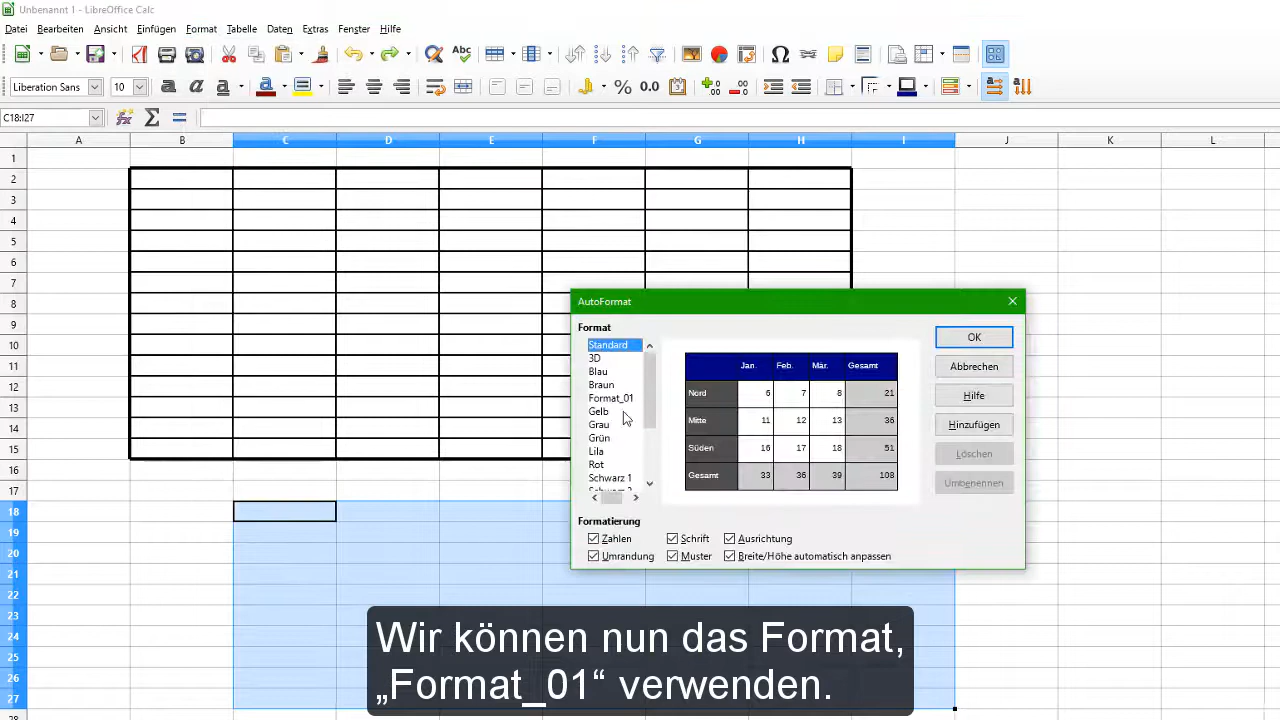 Unbenannt 1 - LibreOffice Calc
Datei Bearbeiten Ansicht Einfügen Format Tabelle Daten Extras Fenster Hilfe
Liberation Sans 10 % 0.0
C18:I27
A B C D E F G H I J K L
1
2
3
4
5
6
7
8
9
10
11
12
13
14
15
16
17
18
19
20
21
22
23
24
25
26
27
28
AutoFormat
Format
Standard
3D
Blau
Braun
Format_01
Gelb
Grau
Grün
Lila
Rot
Schwarz 1
Jan. Feb. Mär. Gesamt
Nord 6 7 8 21
Mitte 11 12 13 36
Süden 16 17 18 51
Gesamt 33 36 39 108
OK
Abbrechen
Hilfe
Hinzufügen
Löschen
Umbenennen
Formatierung
Zahlen Schrift Ausrichtung
Umrandung Muster Breite/Höhe automatisch anpassen
Wir können nun das Format,
„Format_01“ verwenden.